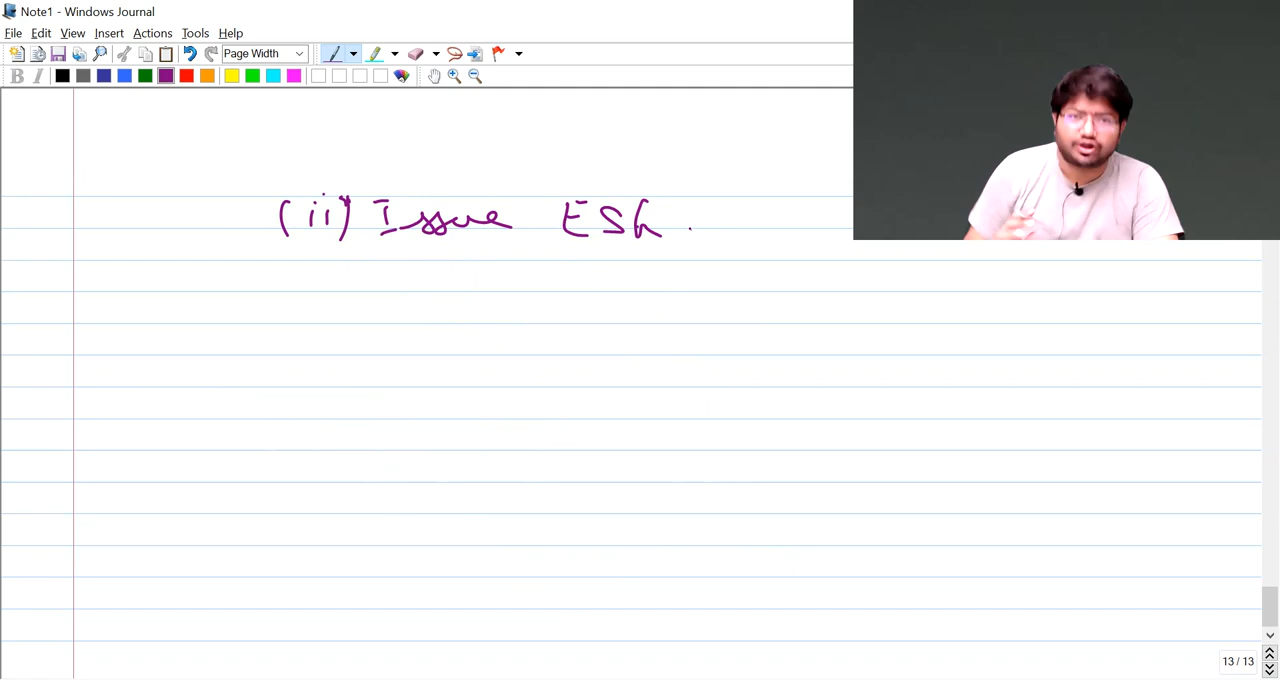 Note1 - Windows Journal
File Edit View Insert Actions Tools Help
Page Width
B I
(ii) Issue ESh.
13 / 13